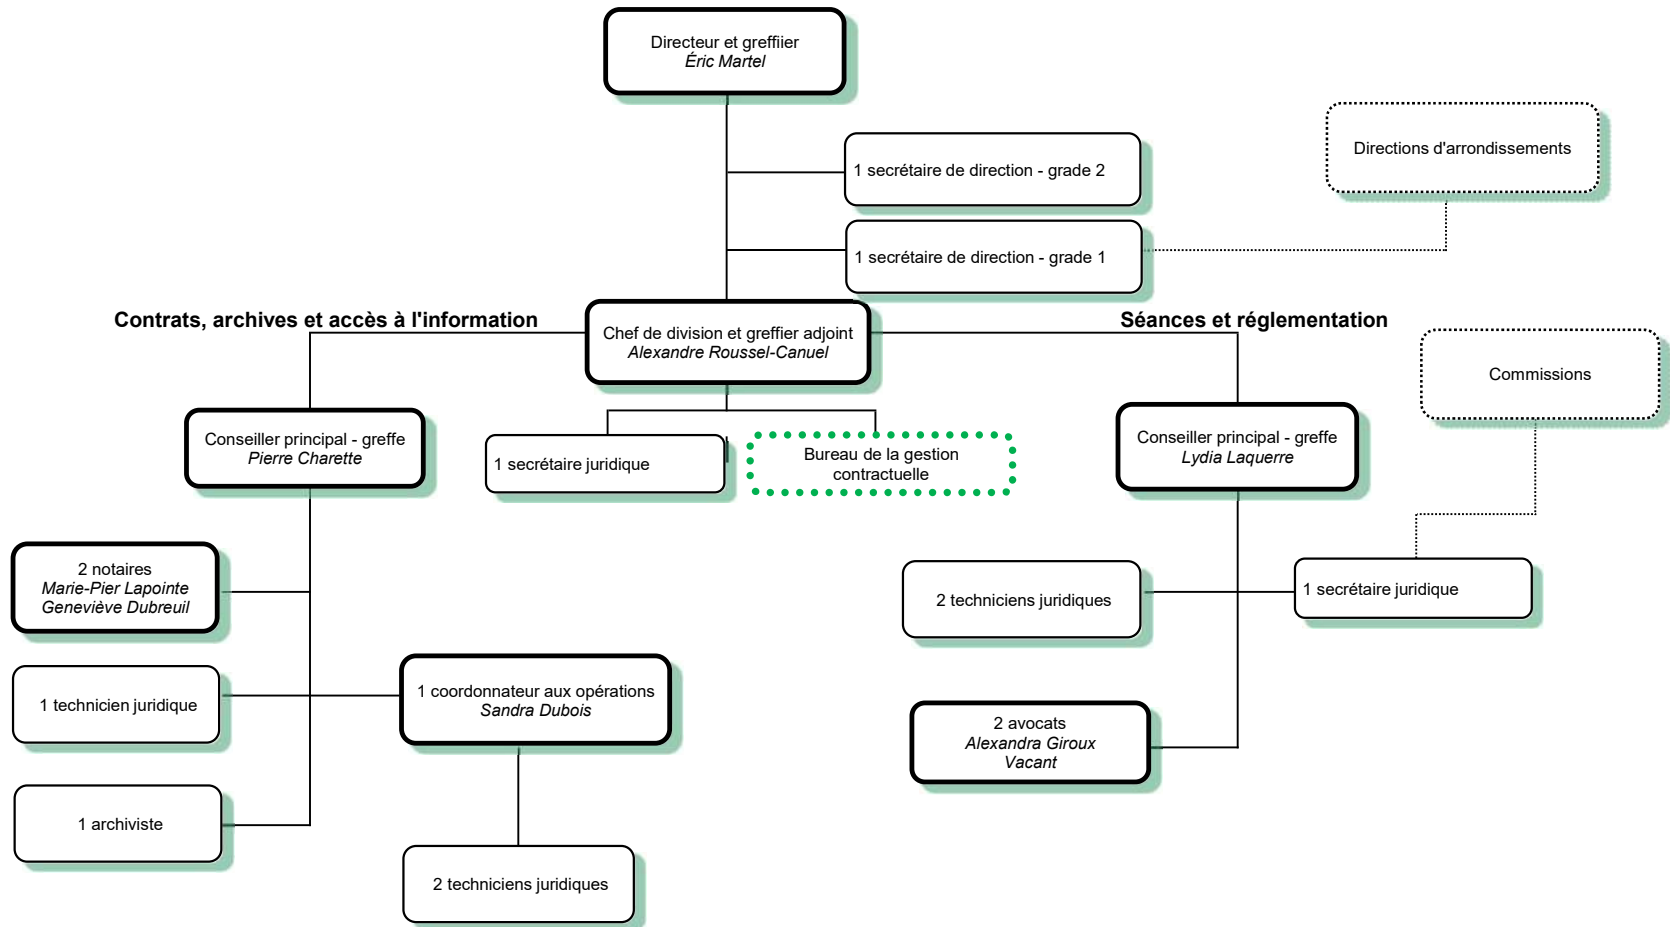 Directeur et greffiier
Éric Martel
1 secrétaire de direction - grade 2
Directions d'arrondissements
1 secrétaire de direction - grade 1
Contrats, archives et accès à l'information
Chef de division et greffier adjoint
Alexandre Roussel-Canuel
Séances et réglementation
Commissions
Conseiller principal - greffe
Pierre Charette
1 secrétaire juridique
Bureau de la gestion
contractuelle
Conseiller principal - greffe
Lydia Laquerre
2 notaires
Marie-Pier Lapointe
Geneviève Dubreuil
2 techniciens juridiques
1 secrétaire juridique
1 technicien juridique
1 coordonnateur aux opérations
Sandra Dubois
2 avocats
Alexandra Giroux
Vacant
1 archiviste
2 techniciens juridiques